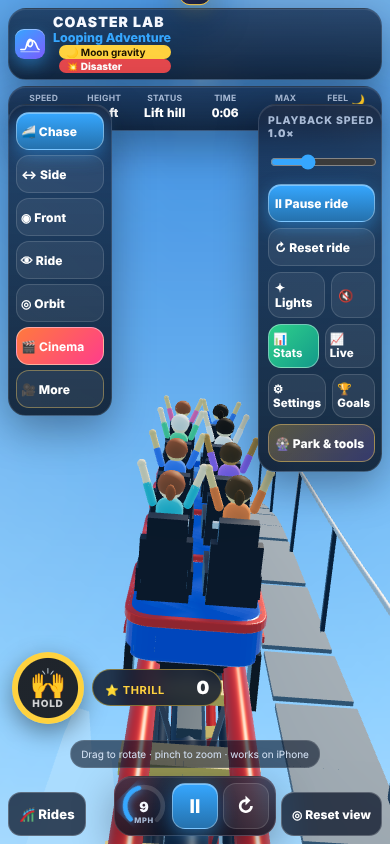 COASTER LAB
Looping Adventure
🌙 Moon gravity
🚨 Disaster
SPEED HEIGHT STATUS TIME MAX FEEL 🌙
ft Lift hill 0:06
🎢 Chase
↔ Side
◉ Front
👁 Ride
◎ Orbit
🎬 Cinema
🎥 More
PLAYBACK SPEED
1.0×
⏸ Pause ride
↻ Reset ride
✦
Lights
🔇
📊
Stats
📈
Live
⚙
Settings
🏆
Goals
🎡 Park & tools
🙌
HOLD
⭐ THRILL 0
Drag to rotate · pinch to zoom · works on iPhone
🎢 Rides
9
MPH
⏸
↻
◎ Reset view